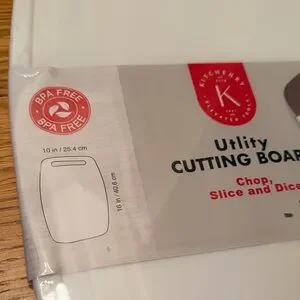 BPA FREE
BPA FREE
KITCHENRY
K
ELEVATED
Utlity
CUTTING BOAR
Chop,
Slice and Dice
10 in / 25.4 cm
16 in / 40.6 cm